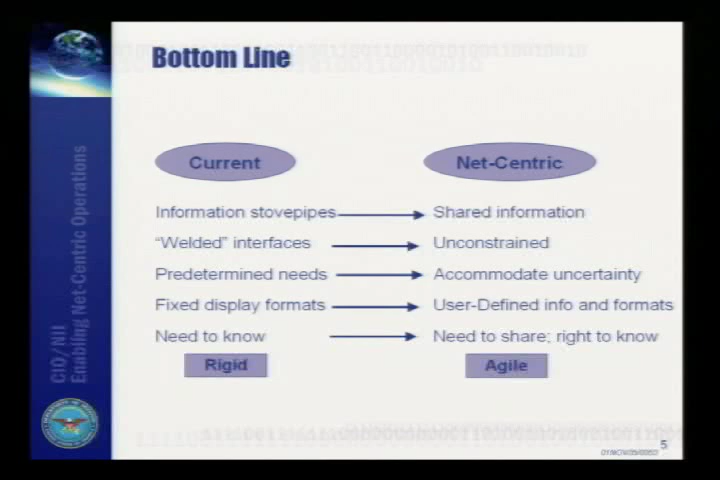 Bottom Line
Current
Net-Centric
Information stovepipes
Shared information
“Welded” interfaces
Unconstrained
Predetermined needs
Accommodate uncertainty
Fixed display formats
User-Defined info and formats
Need to know
Need to share; right to know
Rigid
Agile
CIO/NII
Enabling Net-Centric Operations
5